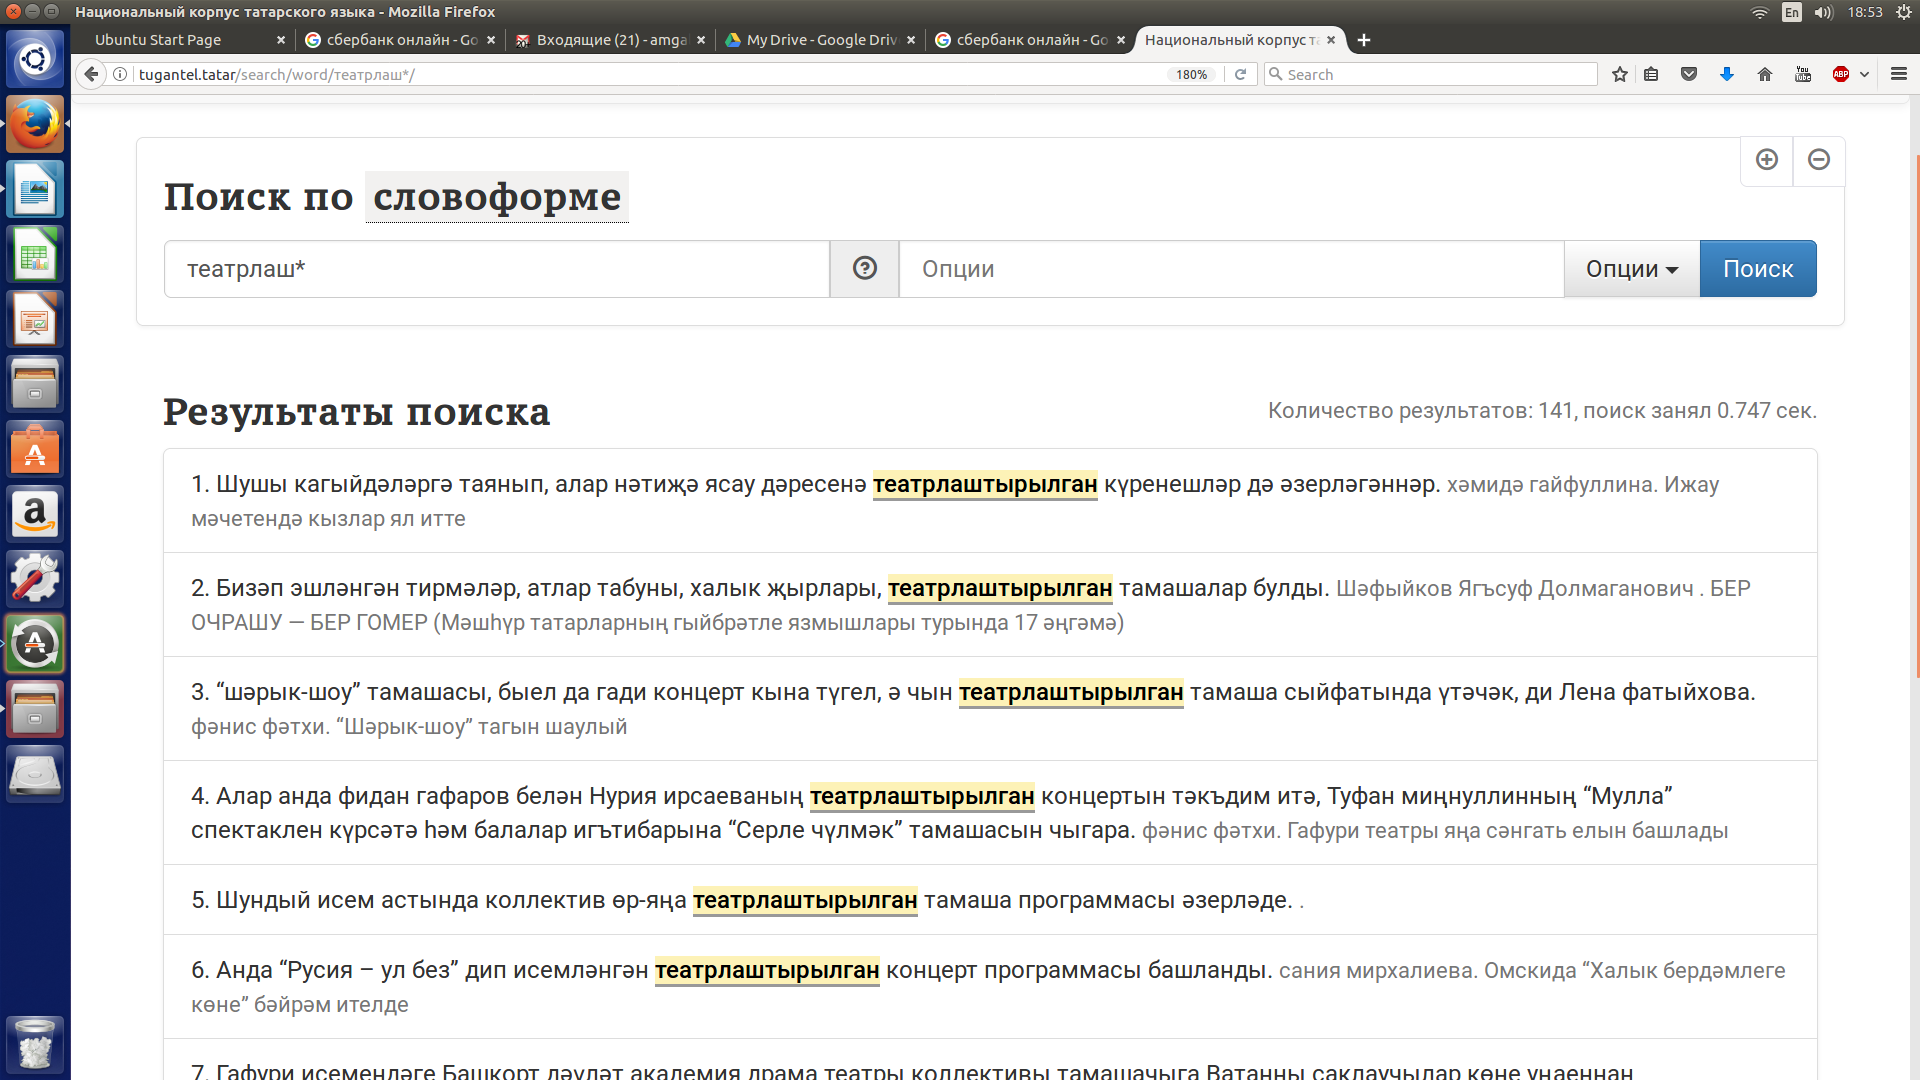 Национальный корпус татарского языка - Mozilla Firefox
En 18:53
Ubuntu Start Page
сбербанк онлайн - Go
Входящие (21) - amga
My Drive - Google Driv
сбербанк онлайн - Go
Национальный корпус т
tugantel.tatar/search/word/театрлаш*/
180%
Search
You Tube
ABP
Поиск по словоформе
театрлаш*
Опции
Опции
Поиск
Результаты поиска
Количество результатов: 141, поиск занял 0.747 сек.
1. Шушы кагыйдәләргә таянып, алар нәтиҗә ясау дәресенә театрлаштырылган күренешләр дә әзерләгәннәр. хәмидә гайфуллина. Ижау
мәчетендә кызлар ял итте
2. Бизәп эшләнгән тирмәләр, атлар табуны, халык җырлары, театрлаштырылган тамашалар булды. Шәфыйков Ягъсуф Долмаганович . БЕР
ОЧРАШУ — БЕР ГОМЕР (Мәшһүр татарларның гыйбрәтле язмышлары турында 17 әңгәмә)
3. “шәрык-шоу” тамашасы, быел да гади концерт кына түгел, ә чын театрлаштырылган тамаша сыйфатында үтәчәк, ди Лена фатыйхова.
фәнис фәтхи. “Шәрык-шоу” тагын шаулый
4. Алар анда фидан гафаров белән Нурия ирсаеваның театрлаштырылган концертын тәкъдим итә, Туфан миңнуллинның “Мулла”
спектаклен күрсәтә һәм балалар игътибарына “Серле чүлмәк” тамашасын чыгара. фәнис фәтхи. Гафури театры яңа сәнгать елын башлады
5. Шундый исем астында коллектив өр-яңа театрлаштырылган тамаша программасы әзерләде. .
6. Анда “Русия – ул без” дип исемләнгән театрлаштырылган концерт программасы башланды. сания мирхалиева. Омскида “Халык бердәмлеге
көне” бәйрәм ителде
7. Гафури исемендәге Башкорт дәүләт академия драма театры коллективы тамашачыга Ватанны саклаучылар көне уңаеннан